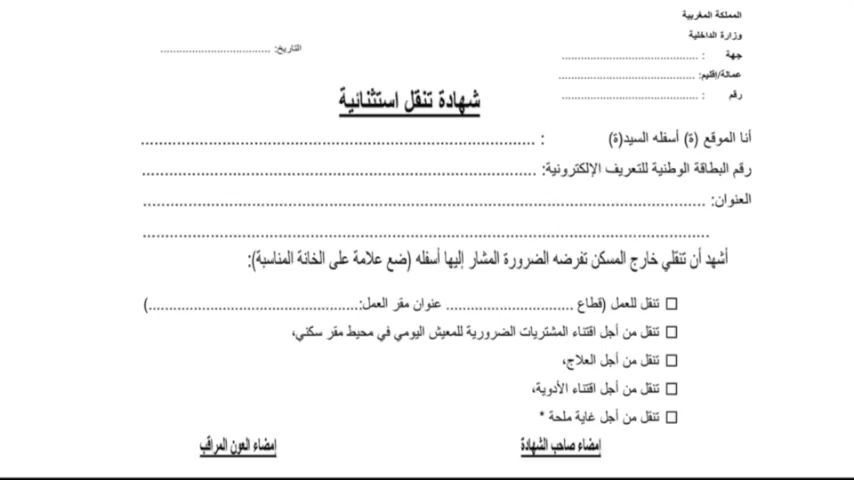 المملكة المغربية
وزارة الداخلية
جهة : ................................................
عمالة/إقليم: ................................................
رقم : ................................................
التاريخ: ........................................
شهادة تنقل استثنائية
أنا الموقع (ة) أسفله السيد(ة) : ................................................................................
رقم البطاقة الوطنية للتعريف الإلكترونية: ................................................................................
العنوان: ................................................................................................................
................................................................................................................
أشهد أن تنقلي خارج المسكن تفرضه الضرورة المشار إليها أسفله (ضع علامة على الخانة المناسبة):
□ تنقل للعمل (قطاع ............................... عنوان مقر العمل:....................................................)
□ تنقل من أجل اقتناء المشتريات الضرورية للمعيش اليومي في محيط مقر سكني،
□ تنقل من أجل العلاج،
□ تنقل من أجل اقتناء الأدوية،
□ تنقل من أجل غاية ملحة *
إمضاء صاحب الشهادة
إمضاء العون المراقب